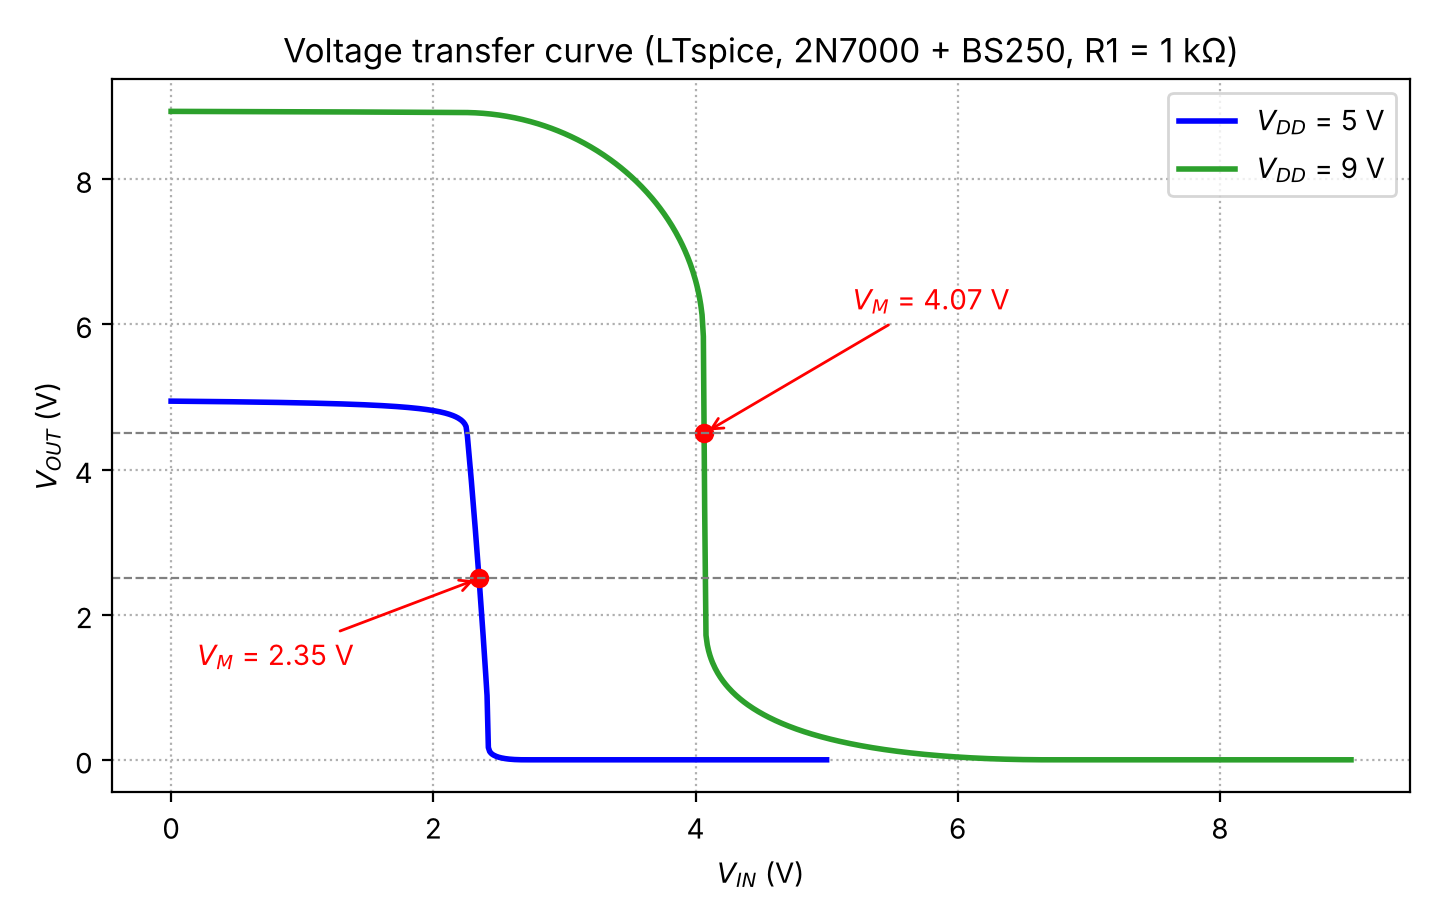 Voltage transfer curve (LTspice, 2N7000 + BS250, R1 = 1 kΩ)
V_DD = 5 V
V_DD = 9 V
8
V_M = 4.07 V
6
V_OUT (V)
4
2
V_M = 2.35 V
0
0 2 4 6 8
V_IN (V)